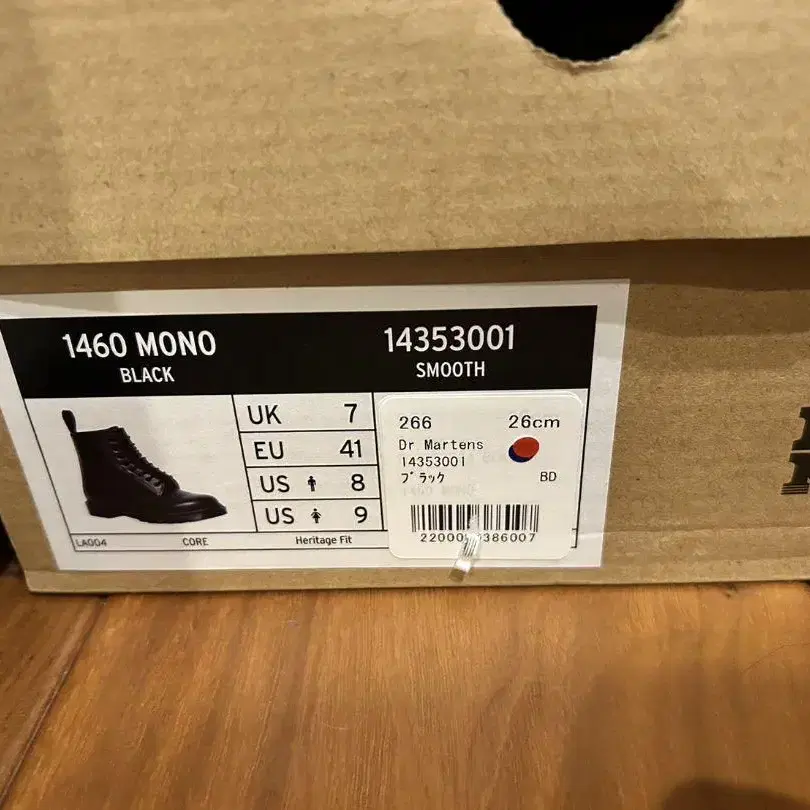 1460 MONO
BLACK
14353001
SMOOTH
UK 7
EU 41
US 8
US 9
LA004 CORE Heritage Fit
266 26cm
Dr Martens
14353001
ブラック BD